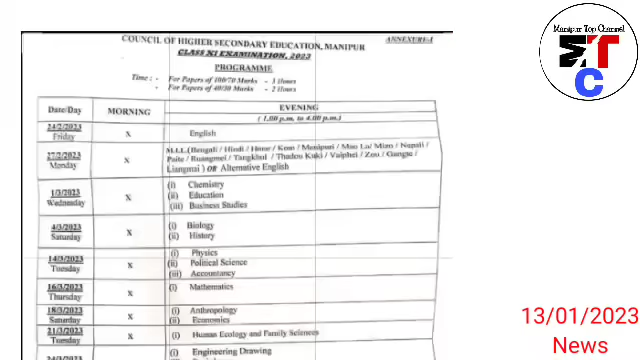 ANNEXURE-I
COUNCIL OF HIGHER SECONDARY EDUCATION, MANIPUR
CLASS XI EXAMINATION, 2023
PROGRAMME
Time : - For Papers of 100/70 Marks - 3 Hours
- For Papers of 40/30 Marks - 2 Hours
Date/Day MORNING EVENING
( 1.00 p.m. to 4.00 p.m.)
24/2/2023 Friday X English
27/2/2023 Monday X M.I.L.(Bengali / Hindi / Hmar / Kom / Manipuri / Mao La/ Mizo / Nepali /
Paite / Ruangmei / Tangkhul / Thadou Kuki / Vaiphei / Zou / Gangte /
Liangmai ) OR Alternative English
1/3/2023 Wednesday X (i) Chemistry
(ii) Education
(iii) Business Studies
4/3/2023 Saturday X (i) Biology
(ii) History
14/3/2023 Tuesday X (i) Physics
(ii) Political Science
(iii) Accountancy
16/3/2023 Thursday X (i) Mathematics
18/3/2023 Saturday X (i) Anthropology
(ii) Economics
21/3/2023 Tuesday X (i) Human Ecology and Family Sciences
(i) Engineering Drawing
Manipur Top Channel
MT
C
13/01/2023
News